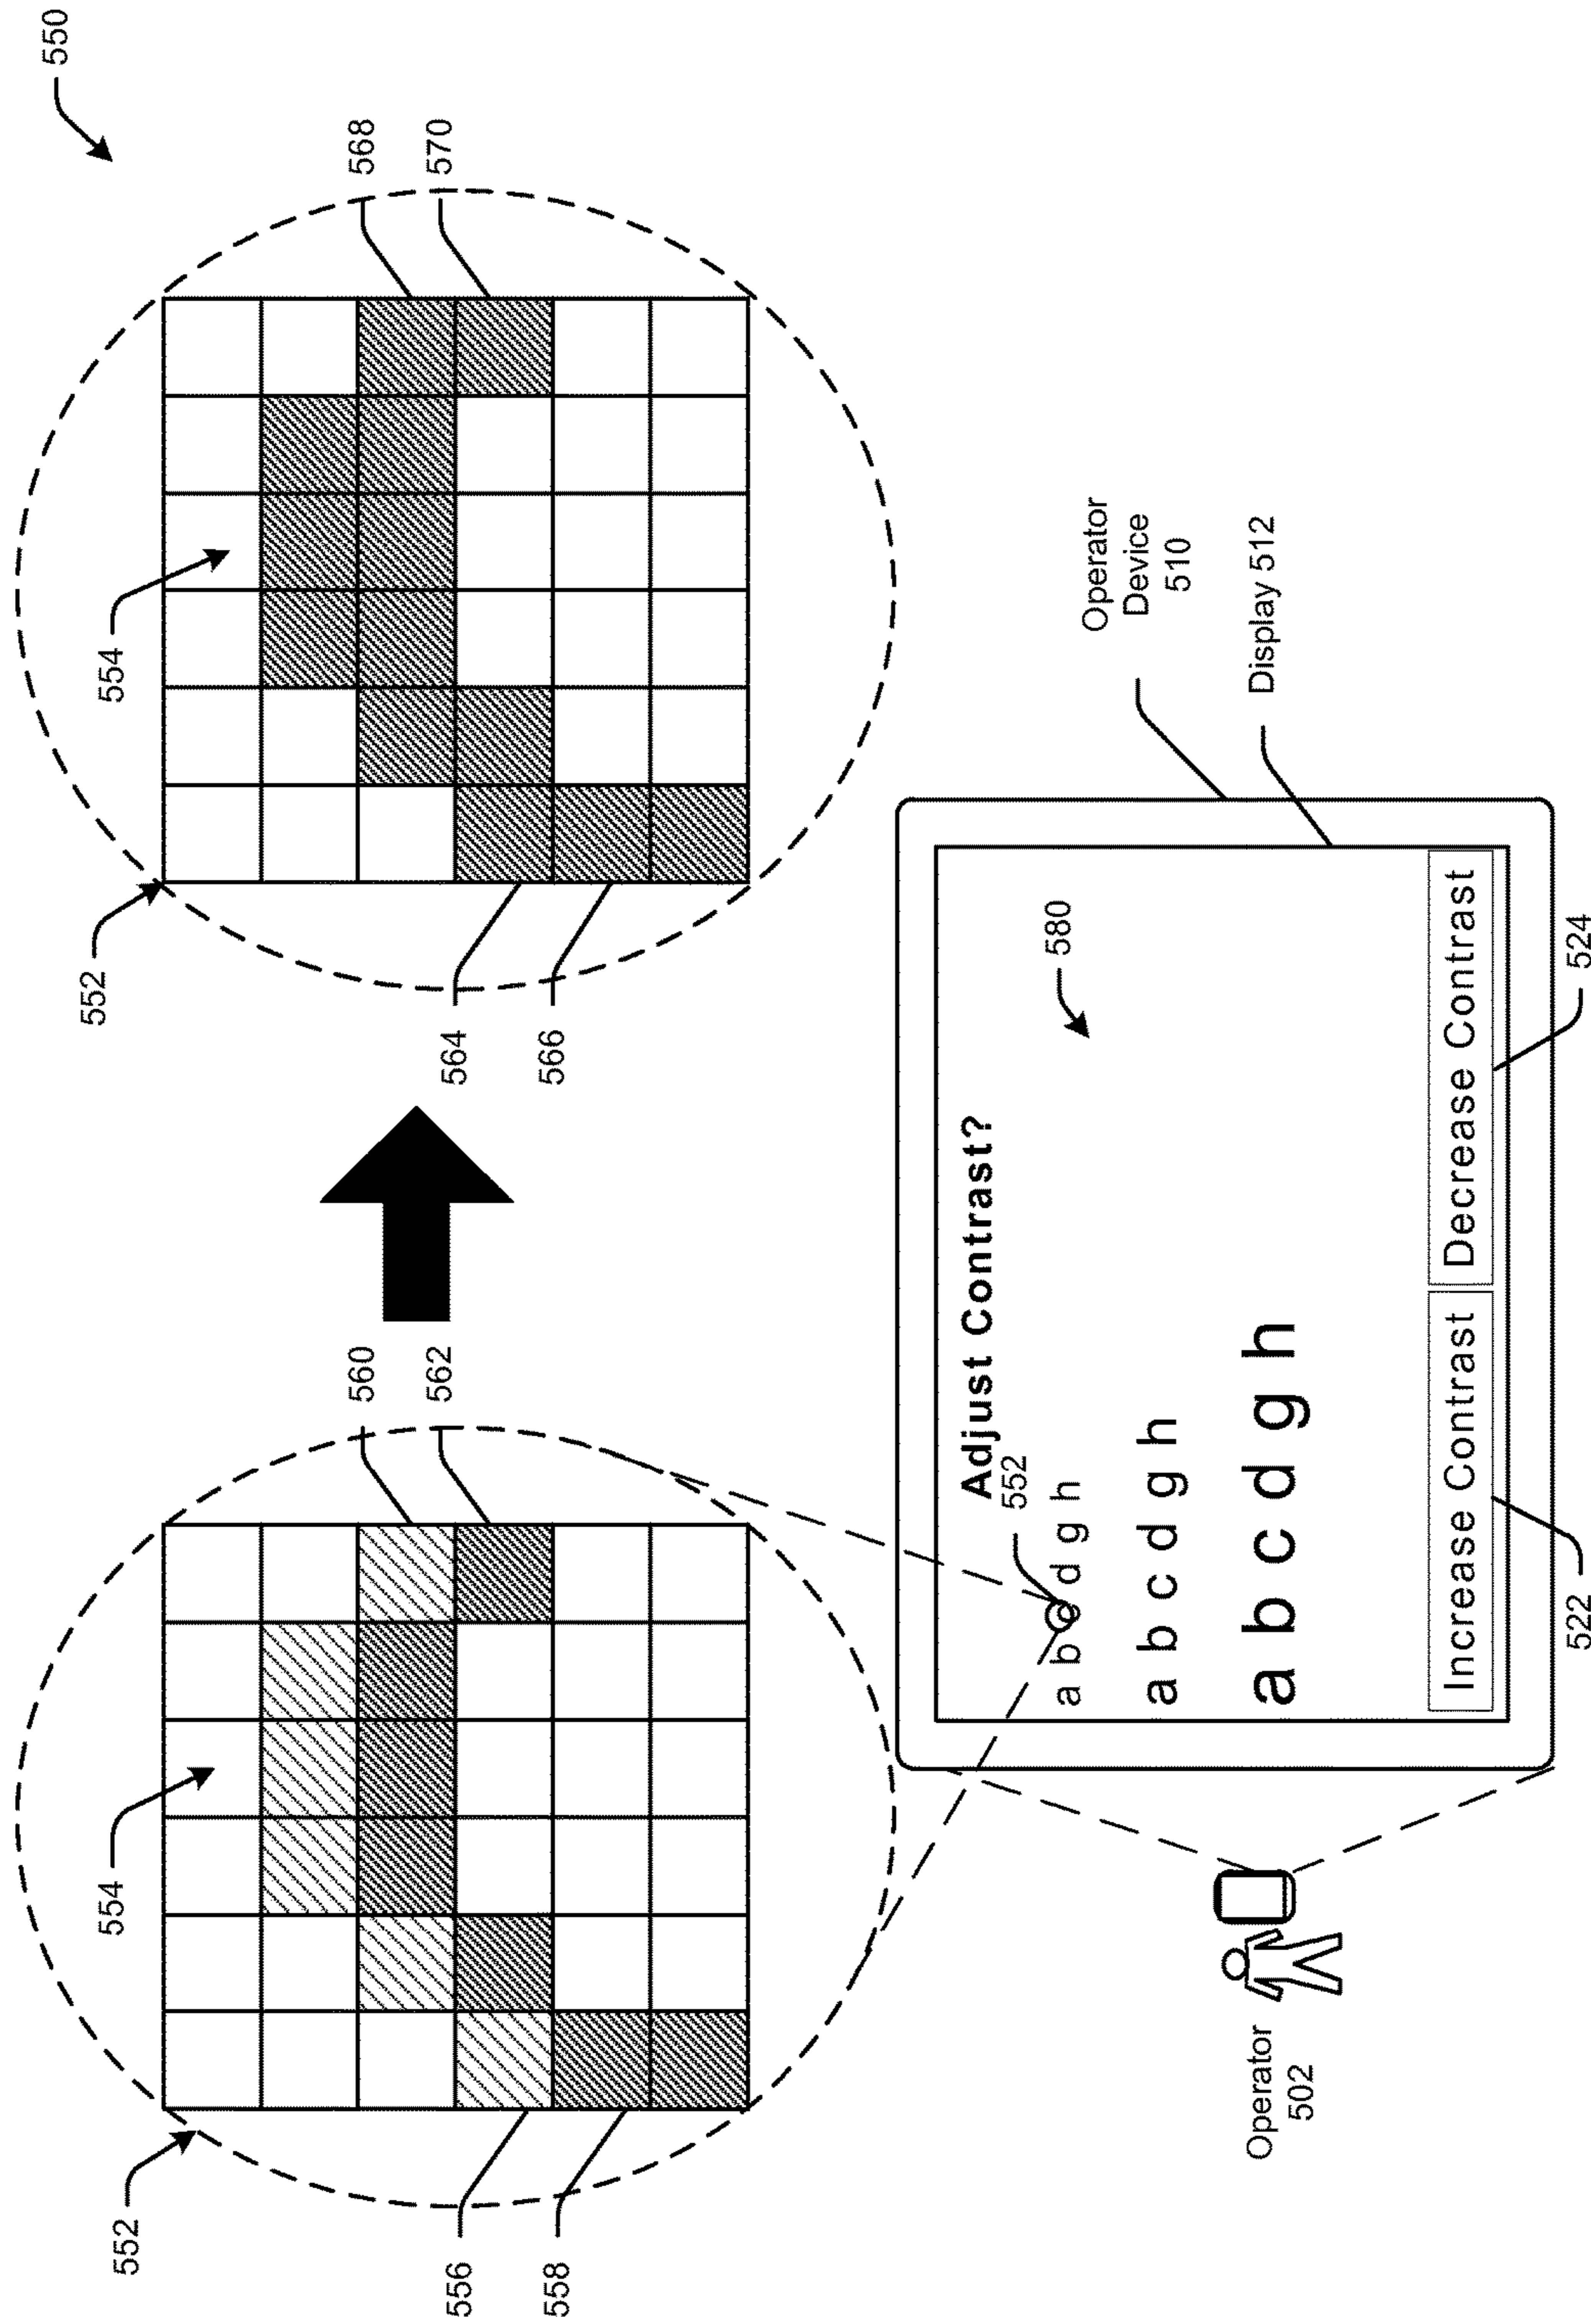 550
552
554
552
554
560
562
568
570
556
558
564
566
Operator
502
Adjust Contrast?
552
580
a b c d g h
a b c d g h
a b c d g h
Increase Contrast
Decrease Contrast
522
524
Operator
Device
510
Display 512